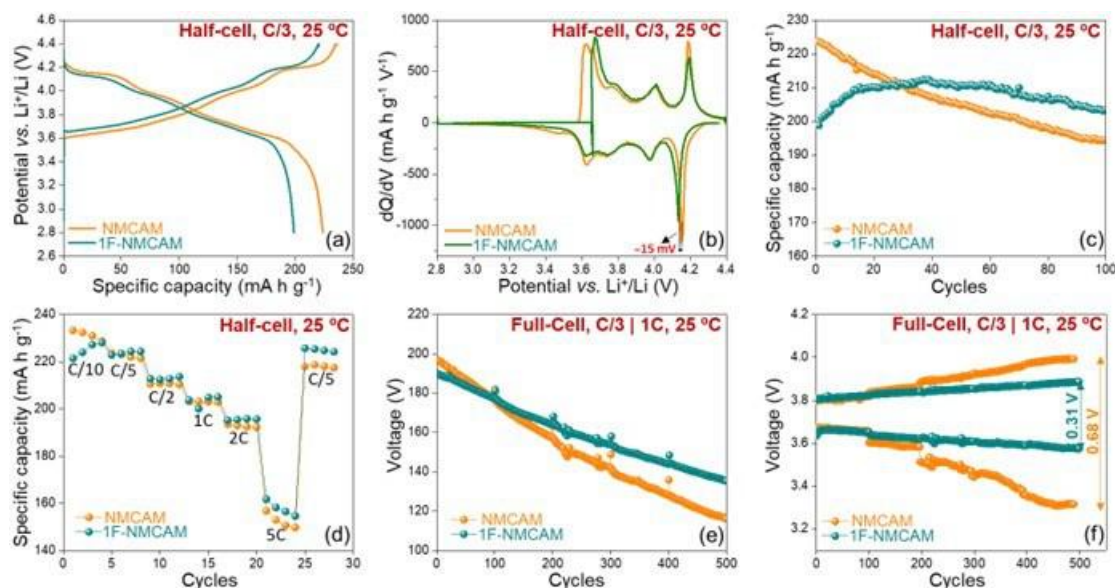 Half-cell, C/3, 25 ºC
4.6
4.4
4.2
4.0
3.8
3.6
3.4
3.2
3.0
2.8
2.6
Potential vs. Li⁺/Li (V)
NMCAM
1F-NMCAM
(a)
0 50 100 150 200 250
Specific capacity (mA h g⁻¹)
Half-cell, C/3, 25 ºC
1000
500
0
-500
-1000
dQ/dV (mA h g⁻¹ V⁻¹)
NMCAM
1F-NMCAM
~15 mV
(b)
2.8 3.2 3.6 4.0 4.4
Potential vs. Li⁺/Li (V)
Half-cell, C/3, 25 ºC
230
220
210
200
190
180
170
160
Specific capacity (mA h g⁻¹)
NMCAM
1F-NMCAM
(c)
0 20 40 60 80 100
Cycles
Half-cell, 25 ºC
240
220
200
180
160
140
Specific capacity (mA h g⁻¹)
C/10
C/5
C/2
1C
2C
5C
C/5
NMCAM
1F-NMCAM
(d)
0 5 10 15 20 25 30
Cycles
Full-Cell, C/3 | 1C, 25 ºC
220
200
180
160
140
120
100
Voltage (V)
NMCAM
1F-NMCAM
(e)
0 100 200 300 400 500
Cycles
Full-Cell, C/3 | 1C, 25 ºC
4.2
4.0
3.8
3.6
3.4
3.2
Voltage (V)
0.31 V
0.68 V
NMCAM
1F-NMCAM
(f)
0 100 200 300 400 500
Cycles